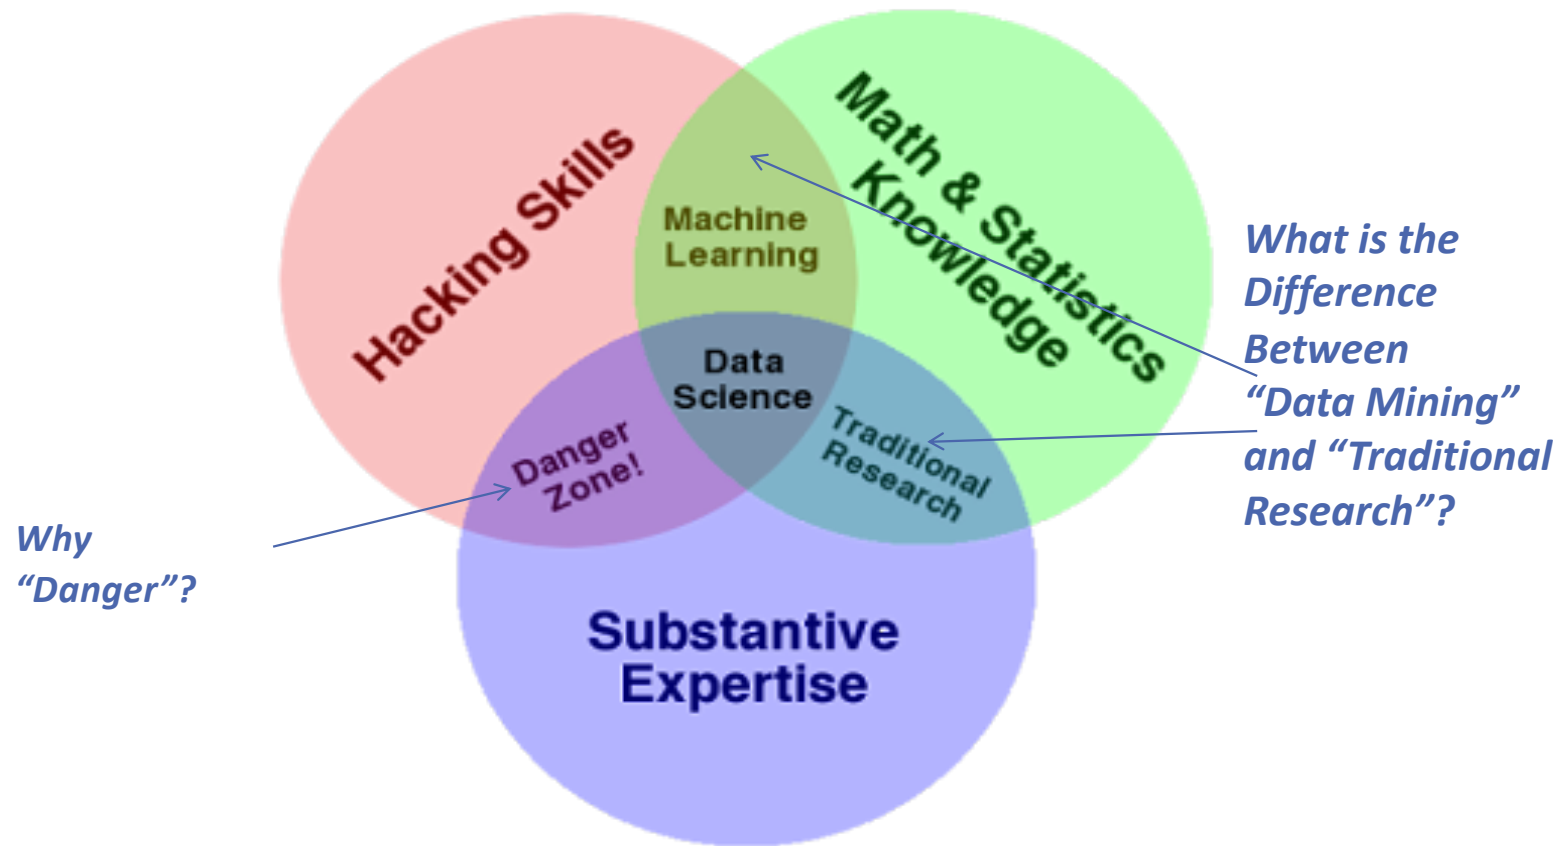 Hacking Skills
Math & Statistics
Knowledge
Machine
Learning
Data
Science
Danger
Zone!
Traditional
Research
Substantive
Expertise
What is the
Difference
Between
“Data Mining”
and “Traditional
Research”?
Why
“Danger”?